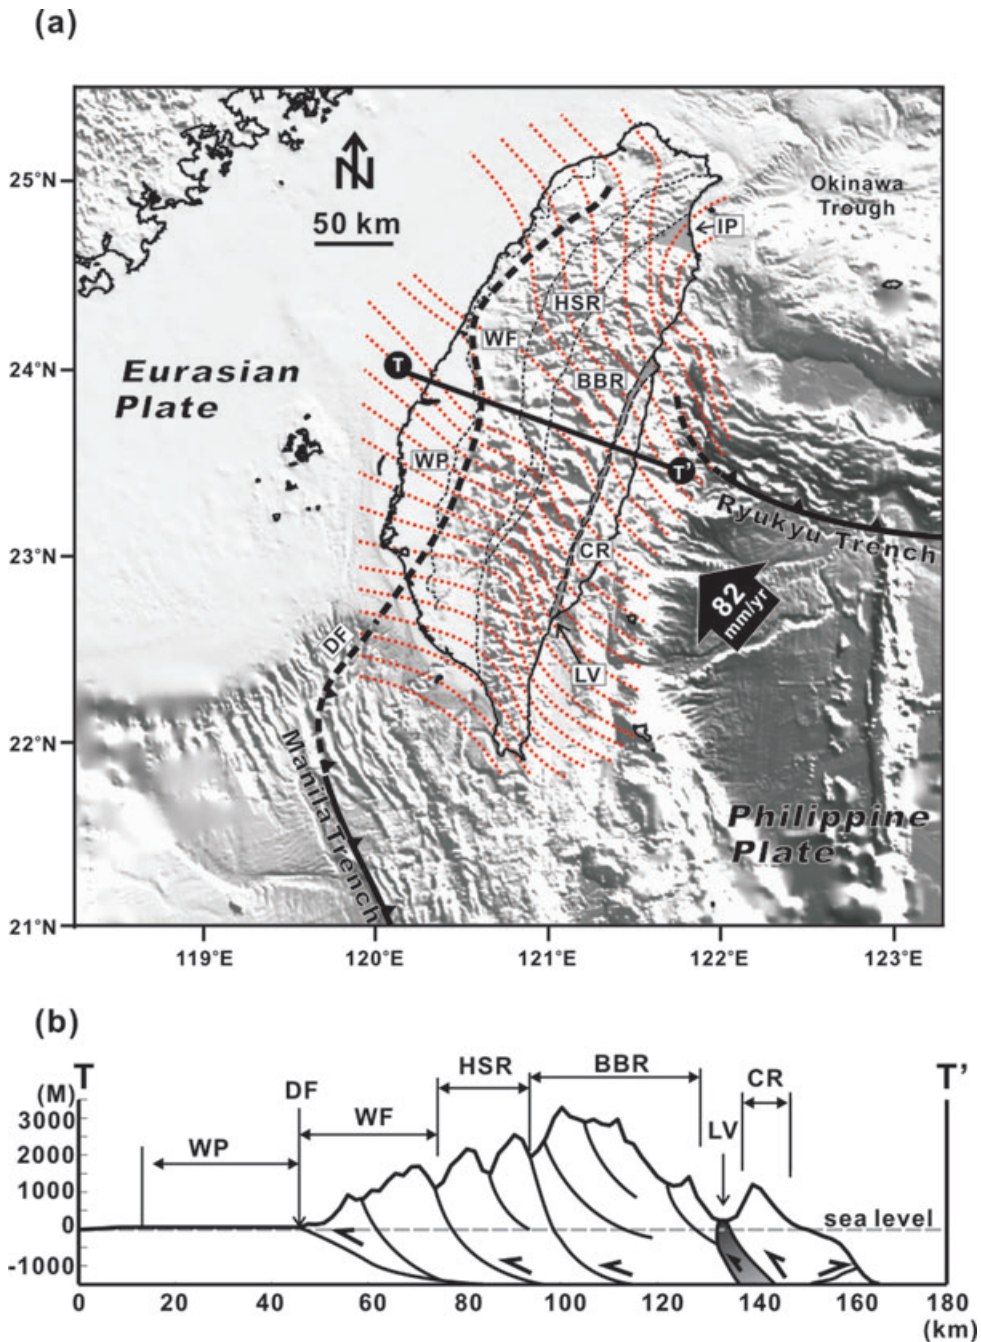 (a)
N
50 km
25°N
24°N
23°N
22°N
21°N
Okinawa
Trough
IP
HSR
WF
BBR
Eurasian
Plate
T
WP
T'
Ryukyu Trench
CR
82
mm/yr
DF
LV
Manila Trench
Philippine
Plate
119°E 120°E 121°E 122°E 123°E
(b)
T T'
(M)
DF
WP
WF
HSR
BBR
LV
CR
3000
2000
1000
0
-1000
sea level
0 20 40 60 80 100 120 140 160 180
(km)